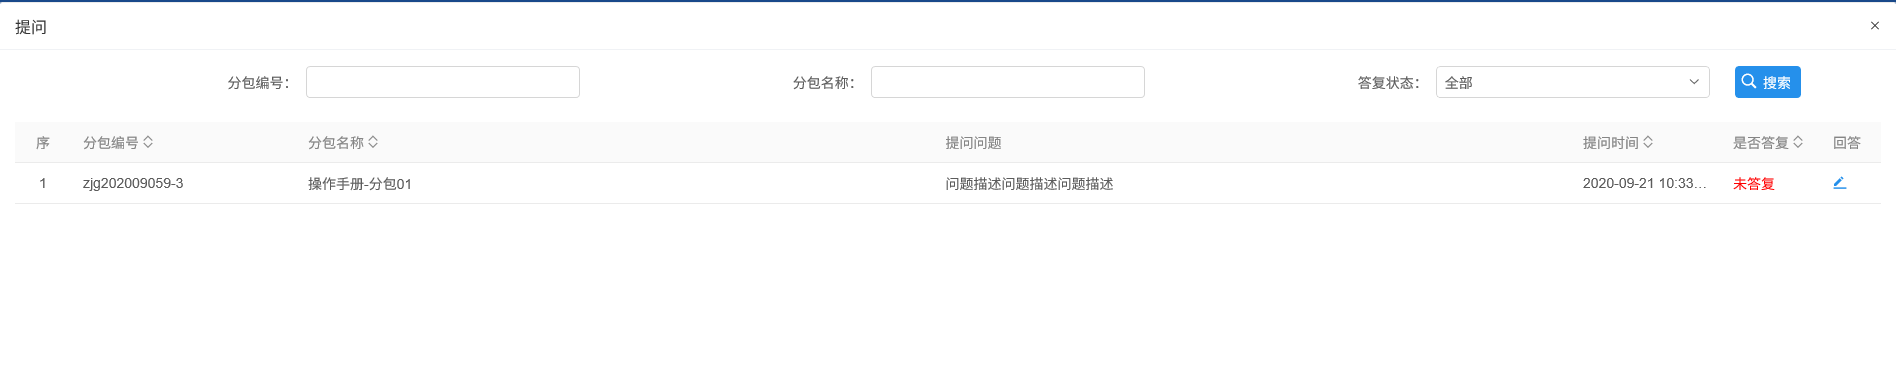 提问 ×
分包编号： 分包名称： 答复状态： 全部 搜索
序 分包编号 分包名称 提问问题 提问时间 是否答复 回答
1 zjg202009059-3 操作手册-分包01 问题描述问题描述问题描述 2020-09-21 10:33... 未答复